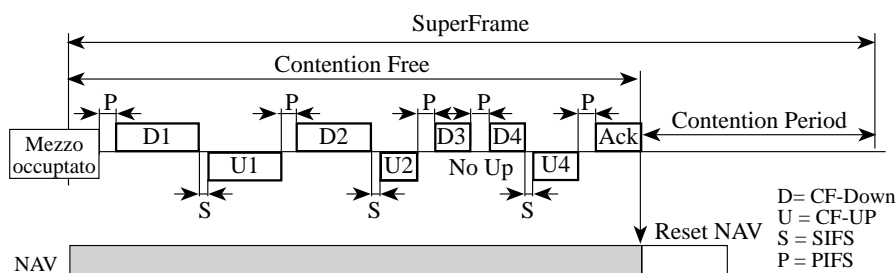 SuperFrame
Contention Free
P P P P P
Mezzo
occuptato
D1 D2 D3 D4 Ack
Contention Period
U1 U2 No Up U4
S S S
D= CF-Down
U = CF-UP
S = SIFS
P = PIFS
Reset NAV
NAV